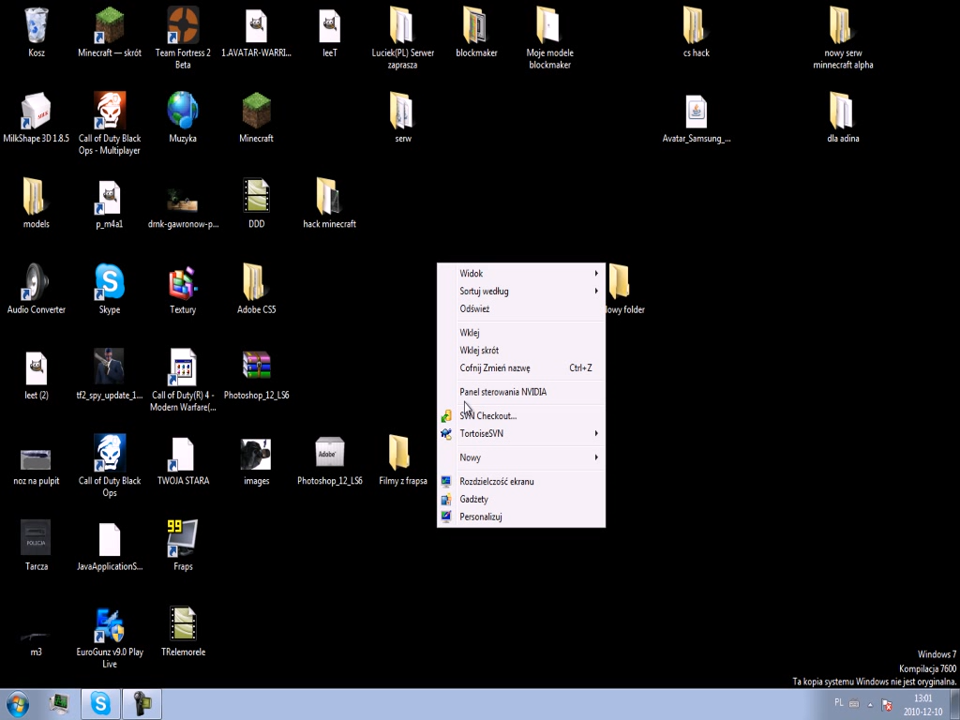 Kosz
Minecraft — skrót
Team Fortress 2
Beta
1.AVATAR-WARRI...
leeT
Luciek(PL) Serwer
zaprasza
blockmaker
Moje modele
blockmaker
cs hack
nowy serw
minnecraft alpha
MilkShape 3D 1.8.5
Call of Duty Black
Ops - Multiplayer
Muzyka
Minecraft
serw
Avatar_Samsung_...
dla adina
models
p_m4a1
drnk-gawronow-p...
DDD
hack minecraft
Audio Converter
Skype
Textury
Adobe CS5
Nowy folder
leet (2)
tf2_spy_update_1...
Call of Duty(R) 4 -
Modern Warfare(...
Photoshop_12_LS6
noz na pulpit
Call of Duty Black
Ops
TWOJA STARA
images
Photoshop_12_LS6
Filmy z frapsa
Tarcza
JavaApplicationS...
Fraps
m3
EuroGunz v9.0 Play
Live
TRelemorele
Widok
Sortuj według
Odśwież
Wklej
Wklej skrót
Cofnij Zmień nazwę Ctrl+Z
Panel sterowania NVIDIA
SVN Checkout...
TortoiseSVN
Nowy
Rozdzielczość ekranu
Gadżety
Personalizuj
POLICJA
99
Windows 7
Kompilacja 7600
Ta kopia systemu Windows nie jest oryginalna.
PL
13:01
2010-12-10